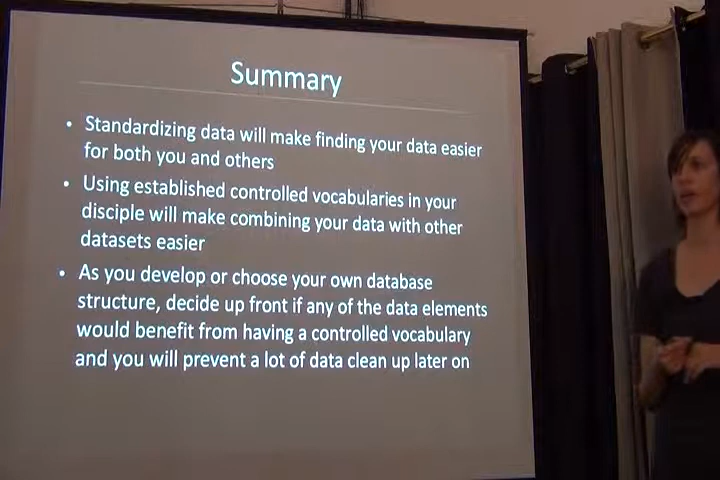 Summary
• Standardizing data will make finding your data easier
for both you and others
• Using established controlled vocabularies in your
disciple will make combining your data with other
datasets easier
• As you develop or choose your own database
structure, decide up front if any of the data elements
would benefit from having a controlled vocabulary
and you will prevent a lot of data clean up later on